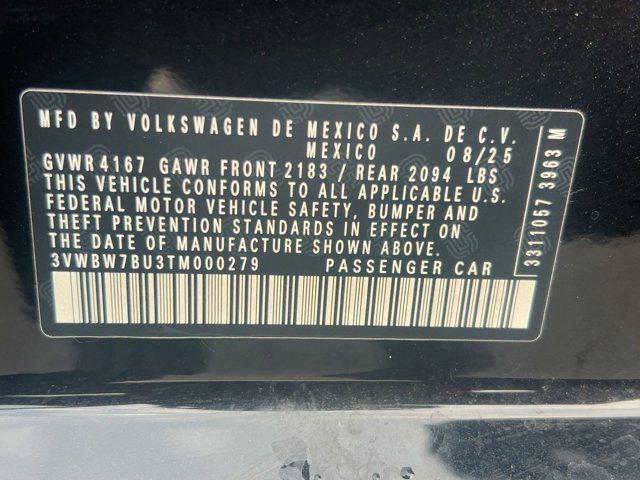 MFD BY VOLKSWAGEN DE MEXICO S.A. DE C.V.
MEXICO 08/25
GVWR 4167 GAWR FRONT 2183 / REAR 2094 LBS
THIS VEHICLE CONFORMS TO ALL APPLICABLE U.S.
FEDERAL MOTOR VEHICLE SAFETY, BUMPER AND
THEFT PREVENTION STANDARDS IN EFFECT ON
THE DATE OF MANUFACTURE SHOWN ABOVE.
3VWBW7BU3TM000279 PASSENGER CAR
3311057 3963 M